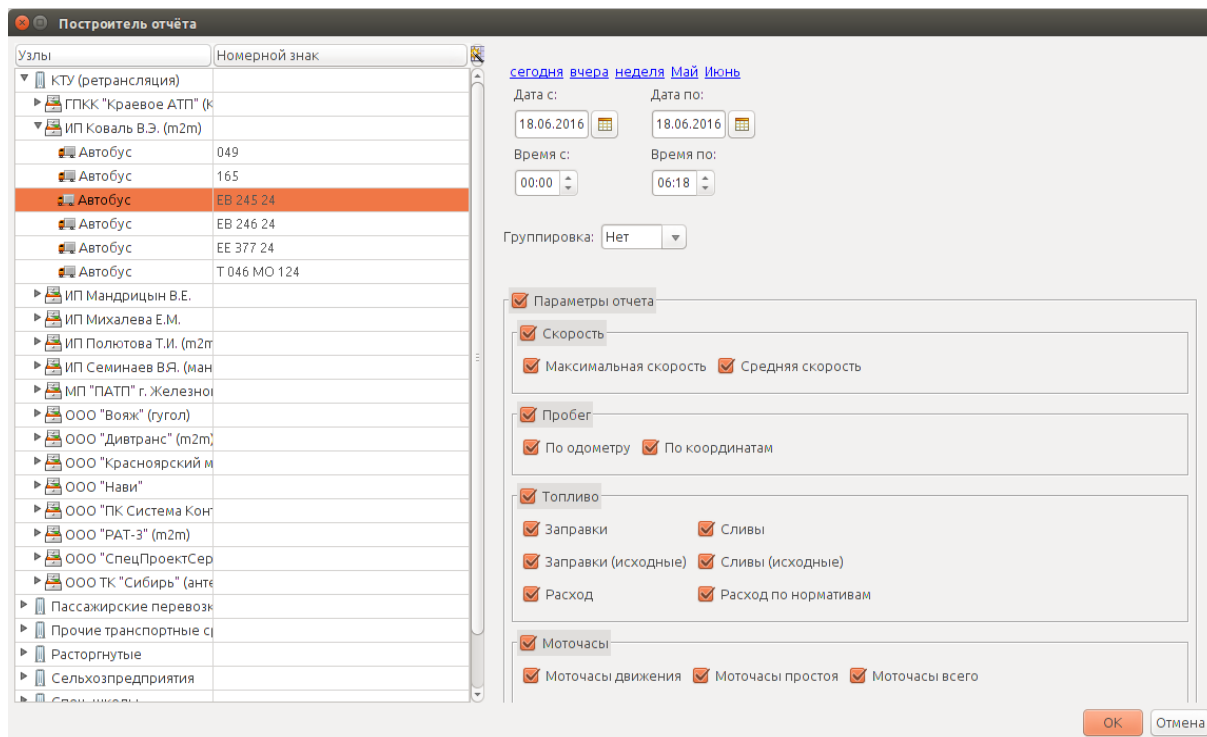 Построитель отчёта
Узлы Номерной знак
КТУ (ретрансляция)
ГПКК "Краевое АТП" (К
ИП Коваль В.Э. (m2m)
Автобус 049
Автобус 165
Автобус ЕВ 245 24
Автобус ЕВ 246 24
Автобус ЕЕ 377 24
Автобус Т 046 МО 124
ИП Мандрицын В.Е.
ИП Михалева Е.М.
ИП Полютова Т.И. (m2m
ИП Семинаев В.Я. (ман
МП "ПАТП" г. Железно
ООО "Вояж" (гугол)
ООО "Дивтранс" (m2m)
ООО "Красноярский м
ООО "Нави"
ООО "ПК Система Кон
ООО "РАТ-3" (m2m)
ООО "СпецПроектСер
ООО ТК "Сибирь" (анте
Пассажирские перевозк
Прочие транспортные с
Расторгнутые
Сельхозпредприятия
сегодня вчера неделя Май Июнь
Дата с: Дата по:
18.06.2016 18.06.2016
Время с: Время по:
00:00 06:18
Группировка: Нет
Параметры отчета
Скорость
Максимальная скорость Средняя скорость
Пробег
По одометру По координатам
Топливо
Заправки Сливы
Заправки (исходные) Сливы (исходные)
Расход Расход по нормативам
Моточасы
Моточасы движения Моточасы простоя Моточасы всего
OK Отмена